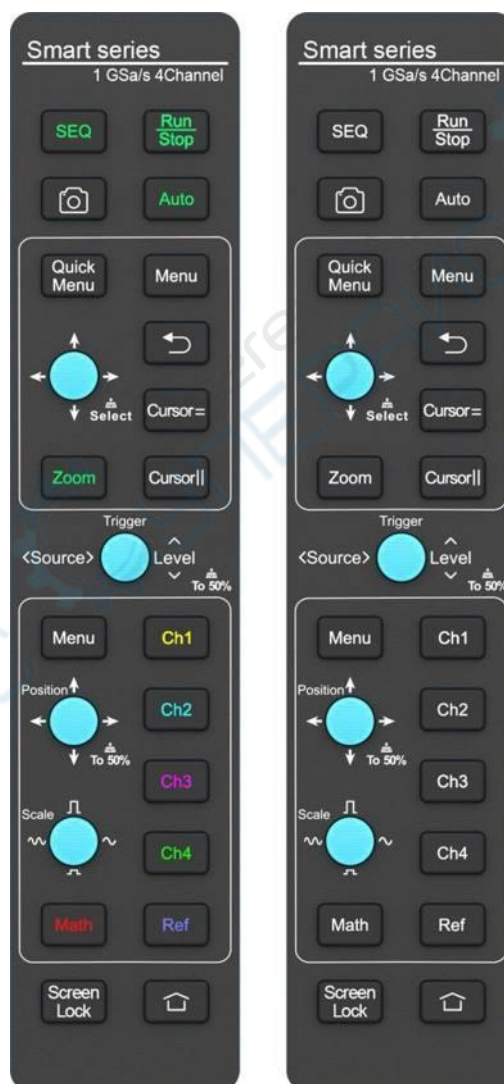 Smart series
1 GSa/s 4Channel
SEQ
Run
Stop
Auto
Quick
Menu
Menu
Select
Cursor=
Zoom
Cursor||
Trigger
<Source>
Level
To 50%
Menu
Ch1
Position
Ch2
To 50%
Ch3
Scale
Ch4
Math
Ref
Screen
Lock
Smart series
1 GSa/s 4Channel
SEQ
Run
Stop
Auto
Quick
Menu
Menu
Select
Cursor=
Zoom
Cursor||
Trigger
<Source>
Level
To 50%
Menu
Ch1
Position
Ch2
To 50%
Ch3
Scale
Ch4
Math
Ref
Screen
Lock